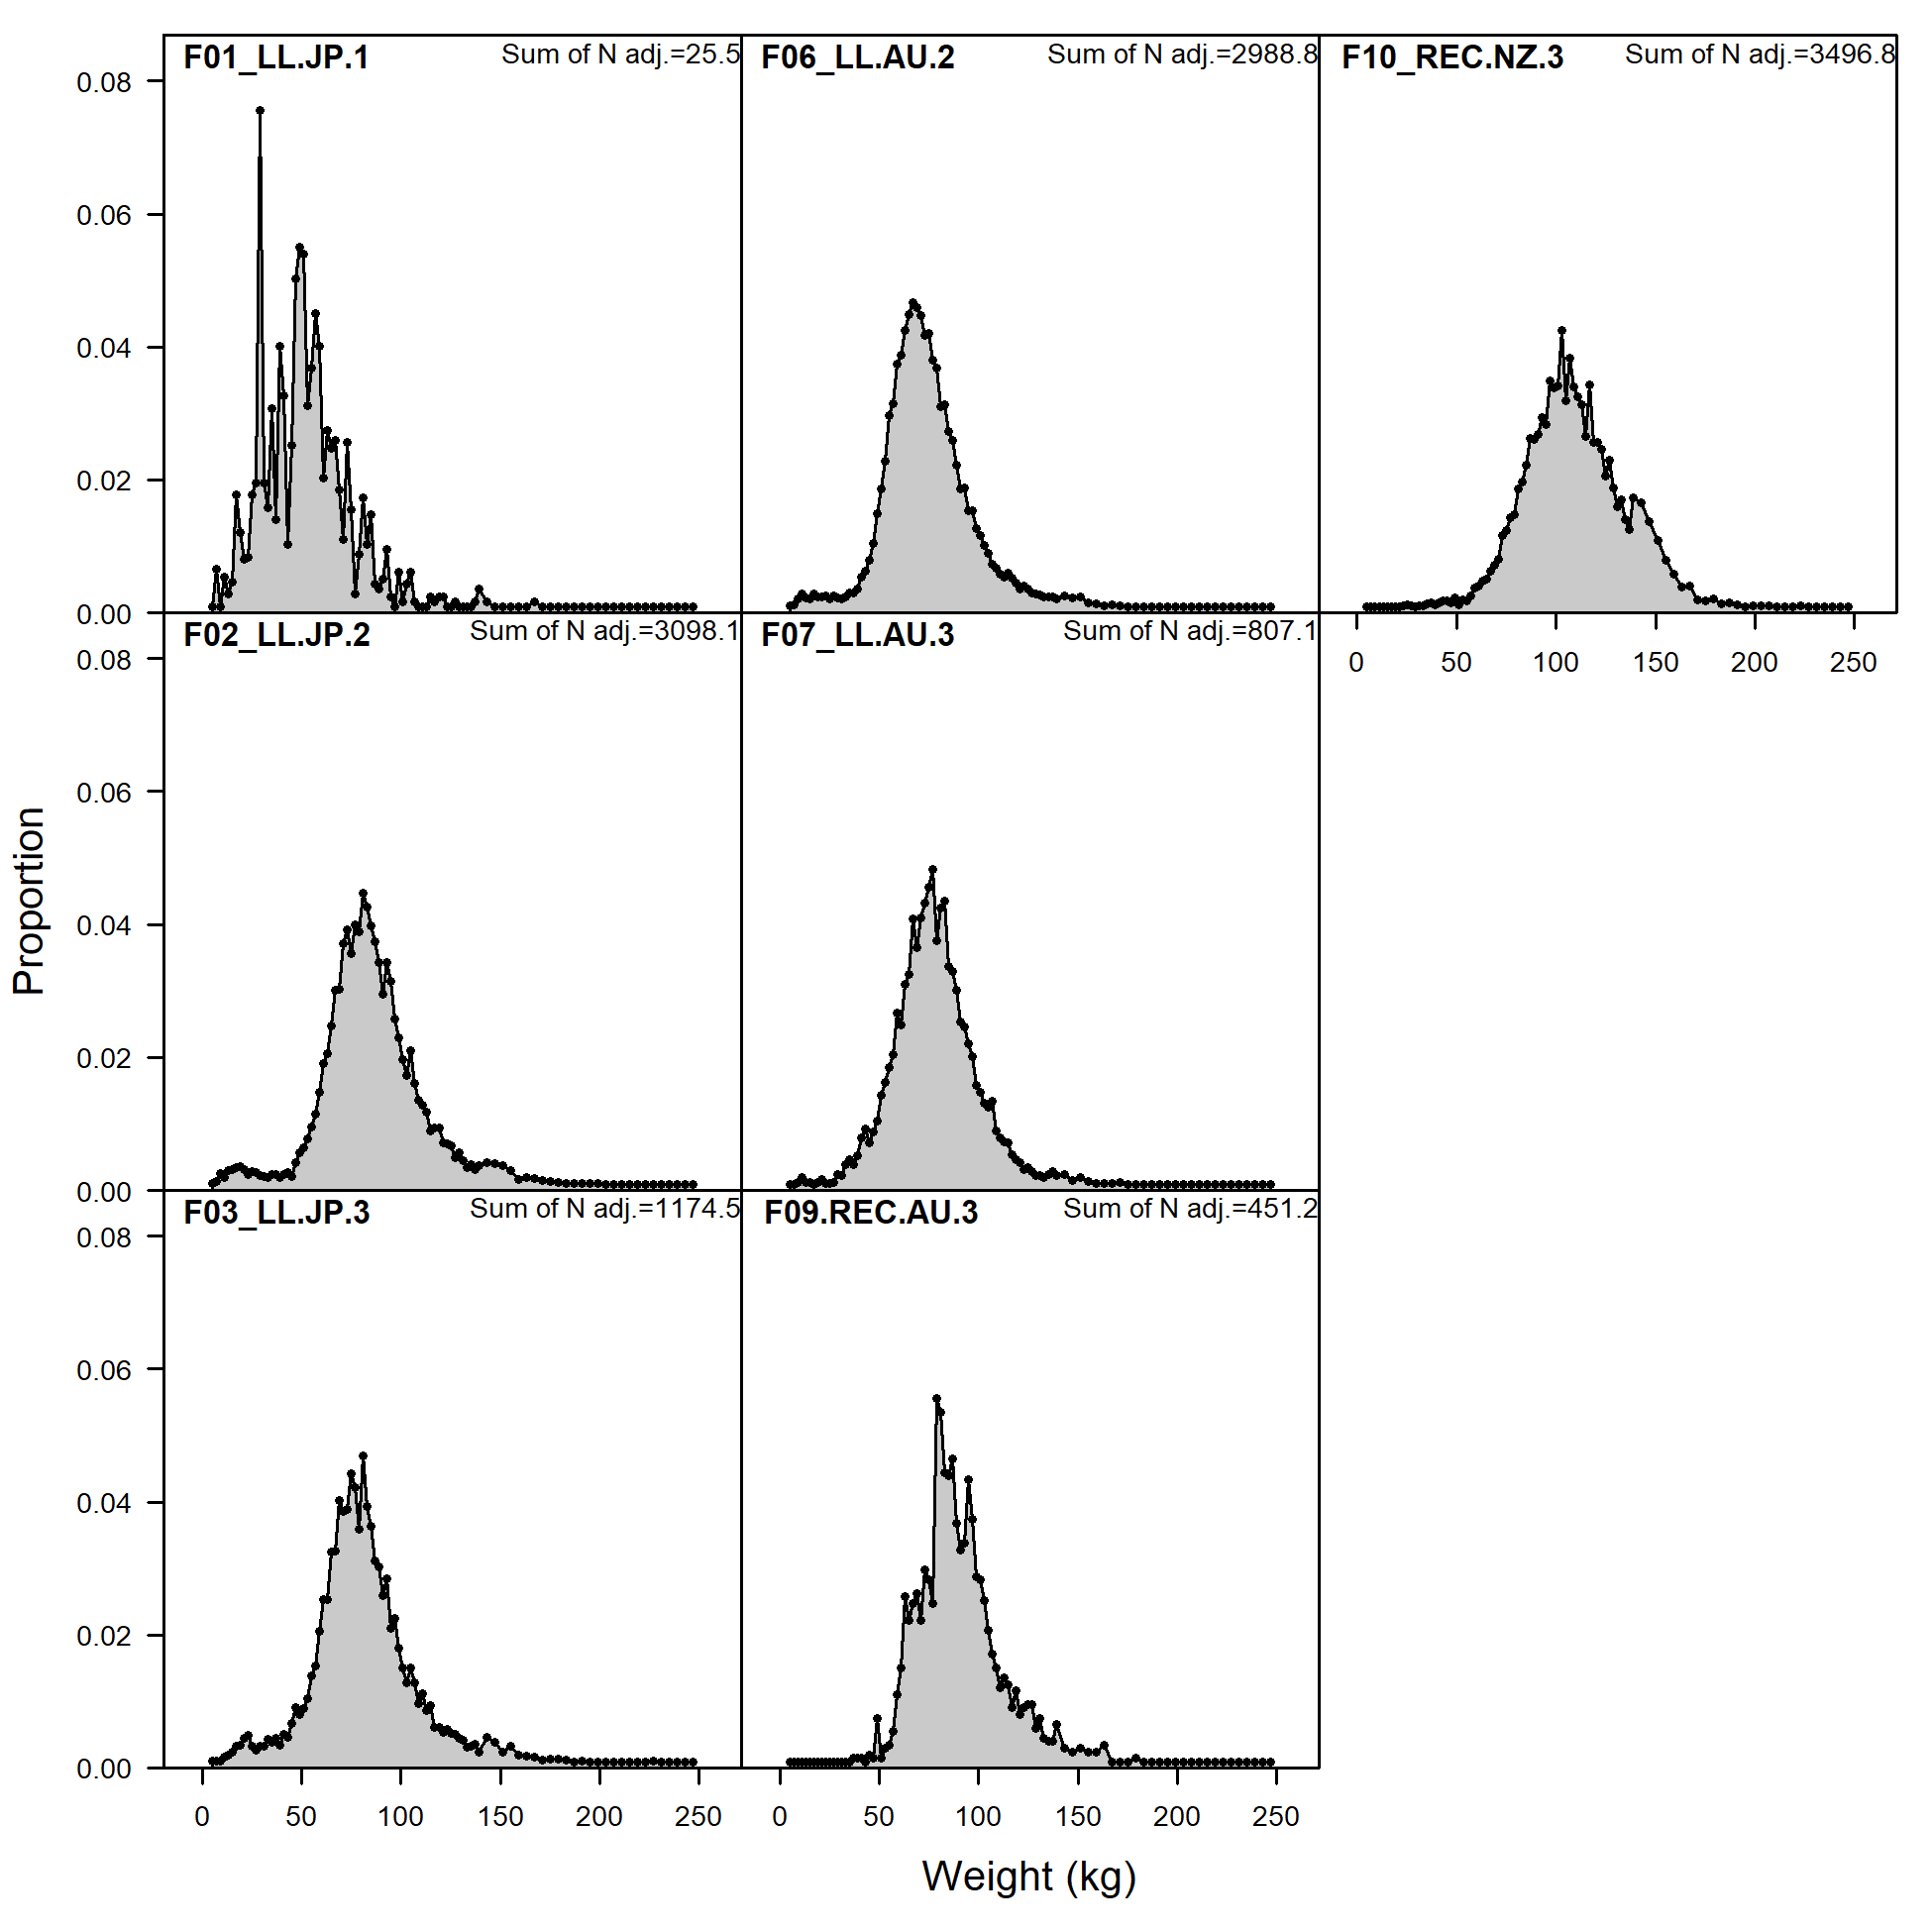 F01_LL.JP.1 Sum of N adj.=25.5
F06_LL.AU.2 Sum of N adj.=2988.8
F10_REC.NZ.3 Sum of N adj.=3496.8
0.08
0.06
0.04
0.02
0.00
0 50 100 150 200 250
F02_LL.JP.2 Sum of N adj.=3098.1
F07_LL.AU.3 Sum of N adj.=807.1
0.08
0.06
0.04
0.02
0.00
Proportion
F03_LL.JP.3 Sum of N adj.=1174.5
F09.REC.AU.3 Sum of N adj.=451.2
0.08
0.06
0.04
0.02
0.00
0 50 100 150 200 250
0 50 100 150 200 250
Weight (kg)